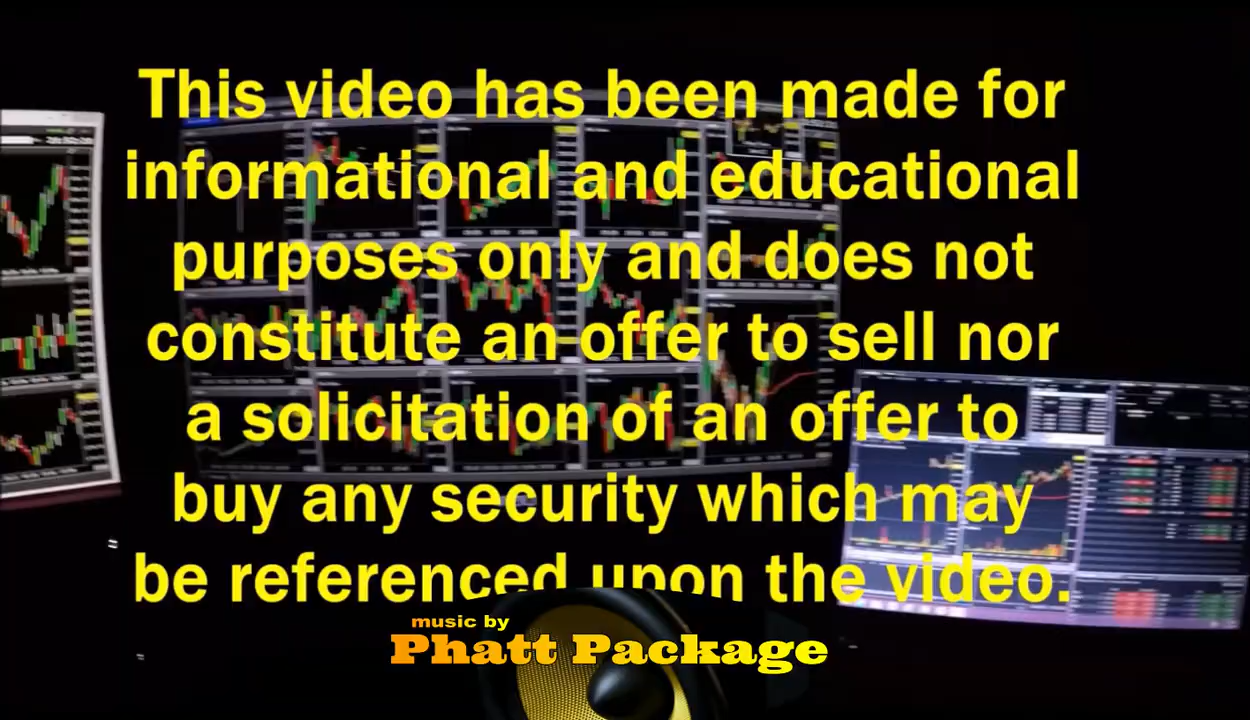 This video has been made for
informational and educational
purposes only and does not
constitute an offer to sell nor
a solicitation of an offer to
buy any security which may
be referenced upon the video.
music by
Phatt Package